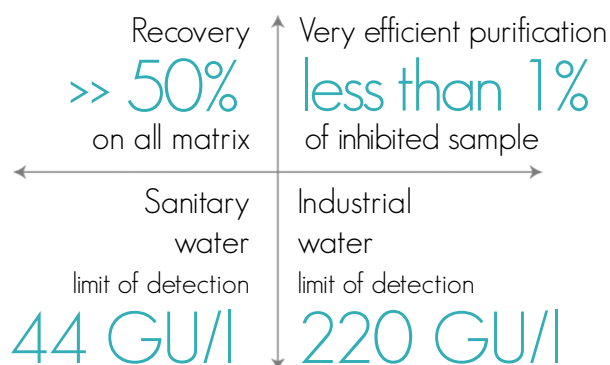 Recovery
>> 50%
on all matrix
Very efficient purification
less than 1%
of inhibited sample
Sanitary
water
limit of detection
44 GU/l
Industrial
water
limit of detection
220 GU/l